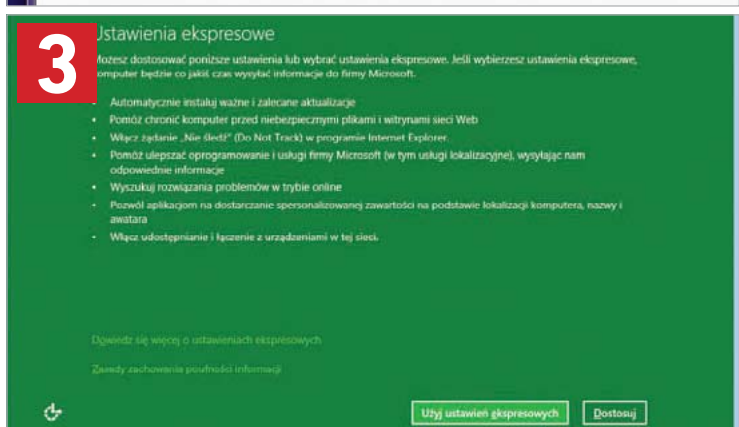 3
Ustawienia ekspresowe
Możesz dostosować poniższe ustawienia lub wybrać ustawienia ekspresowe. Jeśli wybierzesz ustawienia ekspresowe,
komputer będzie co jakiś czas wysyłać informacje do firmy Microsoft.
• Automatycznie instaluj ważne i zalecane aktualizacje
• Pomóż chronić komputer przed niebezpiecznymi plikami i witrynami sieci Web
• Włącz żądanie „Nie śledź” (Do Not Track) w programie Internet Explorer.
• Pomóż ulepszać oprogramowanie i usługi firmy Microsoft (w tym usługi lokalizacyjne), wysyłając nam
odpowiednie informacje
• Wyszukuj rozwiązania problemów w trybie online
• Pozwól aplikacjom na dostarczanie spersonalizowanej zawartości na podstawie lokalizacji komputera, nazwy i
awatara
• Włącz udostępnianie i łączenie z urządzeniami w tej sieci.
Dowiedz się więcej o ustawieniach ekspresowych
Zasady zachowania poufności informacji
Użyj ustawień ekspresowych
Dostosuj